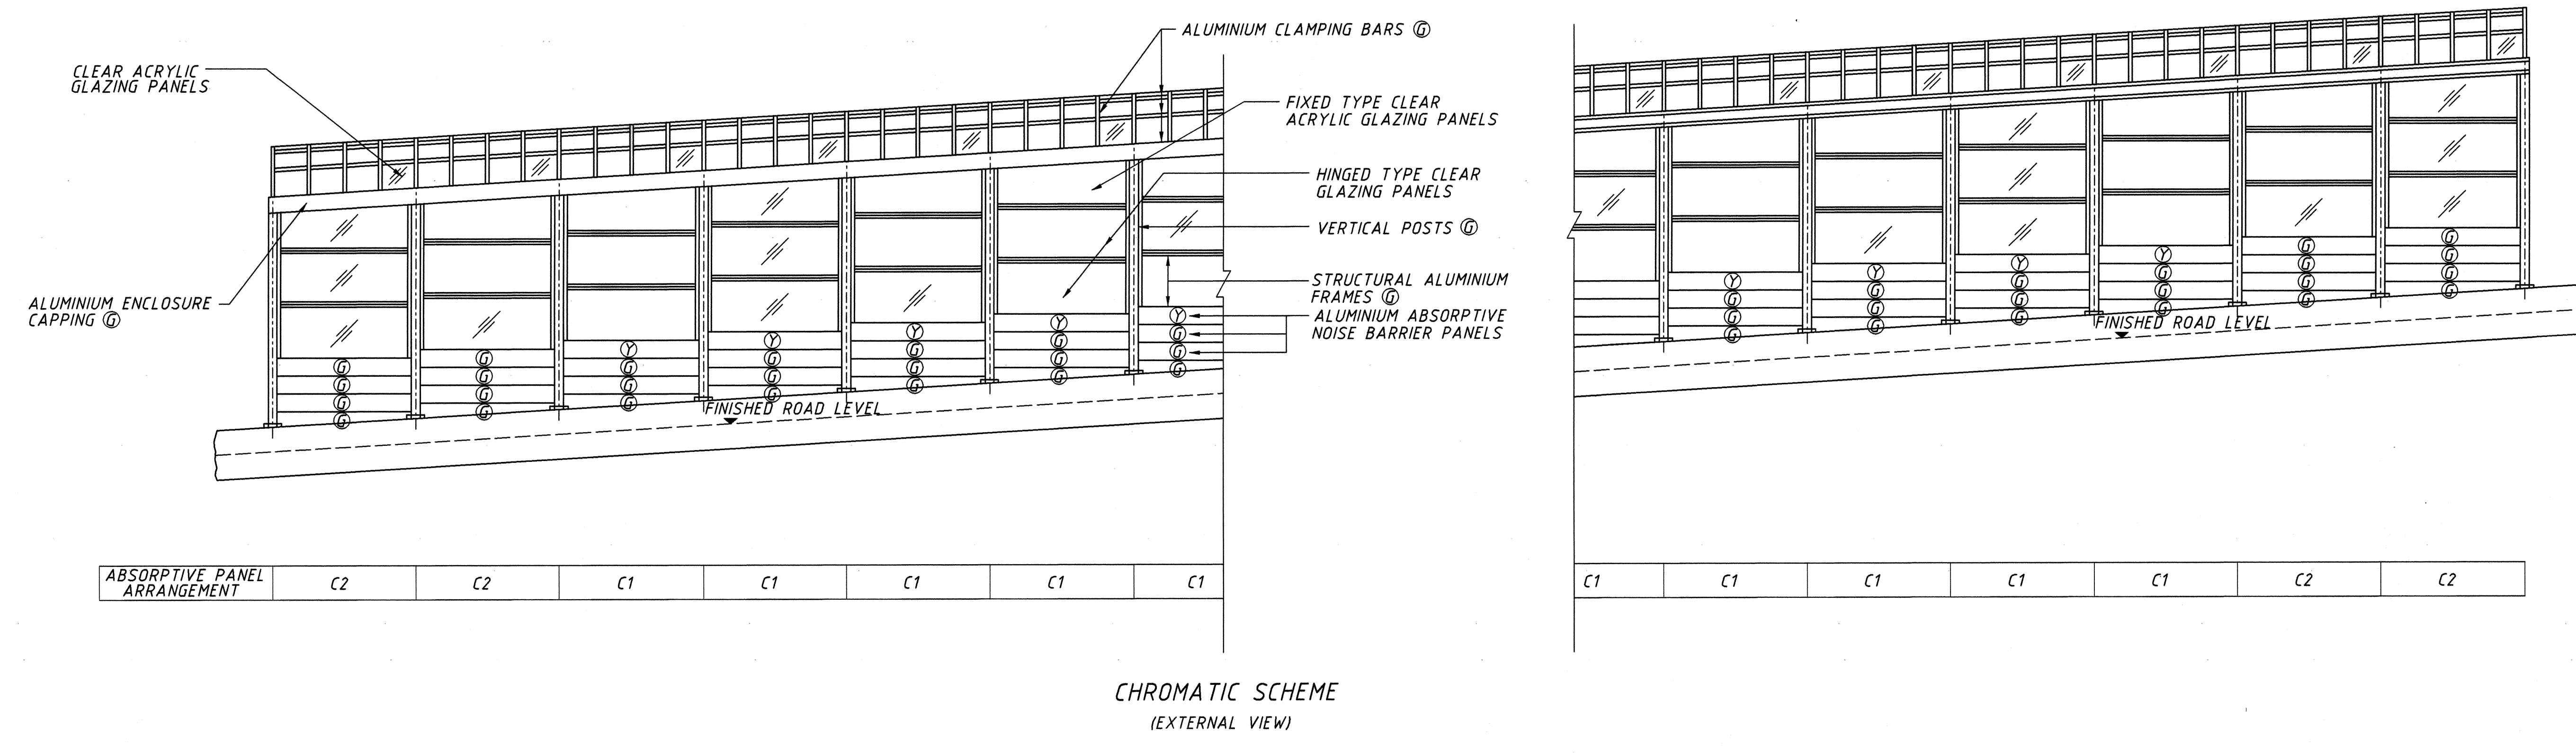 ALUMINIUM CLAMPING BARS Ⓖ
CLEAR ACRYLIC
GLAZING PANELS
FIXED TYPE CLEAR
ACRYLIC GLAZING PANELS
HINGED TYPE CLEAR
GLAZING PANELS
VERTICAL POSTS Ⓖ
STRUCTURAL ALUMINIUM
FRAMES Ⓖ
ALUMINIUM ABSORPTIVE
NOISE BARRIER PANELS
ALUMINIUM ENCLOSURE
CAPPING Ⓖ
Ⓖ Ⓖ Ⓨ Ⓨ Ⓨ Ⓨ Ⓨ Ⓨ Ⓨ Ⓨ Ⓨ Ⓖ Ⓖ
Ⓖ Ⓖ Ⓖ Ⓖ Ⓖ Ⓖ Ⓖ Ⓖ Ⓖ Ⓖ Ⓖ Ⓖ Ⓖ
Ⓖ Ⓖ Ⓖ Ⓖ Ⓖ Ⓖ Ⓖ Ⓖ Ⓖ Ⓖ Ⓖ Ⓖ Ⓖ
Ⓖ Ⓖ Ⓖ Ⓖ Ⓖ Ⓖ Ⓖ Ⓖ Ⓖ Ⓖ Ⓖ Ⓖ Ⓖ
FINISHED ROAD LEVEL
FINISHED ROAD LEVEL
ABSORPTIVE PANEL
ARRANGEMENT
C2 C2 C1 C1 C1 C1 C1 C1 C1 C1 C1 C1 C2 C2
CHROMATIC SCHEME
(EXTERNAL VIEW)